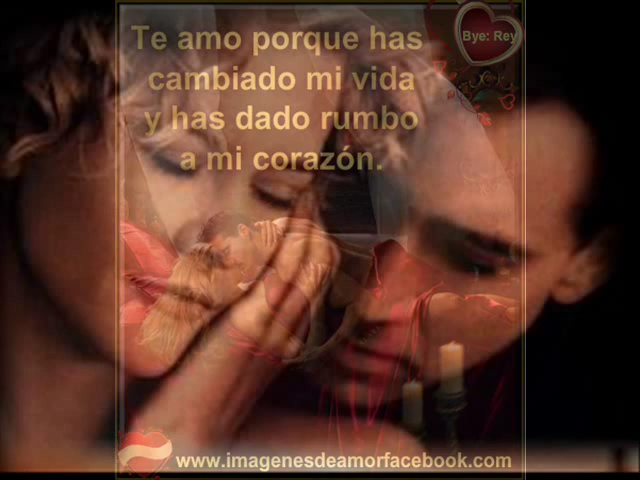 Te amo porque has
cambiado mi vida
y has dado rumbo
a mi corazón.
Bye: Rey
www.imagenesdeamorfacebook.com